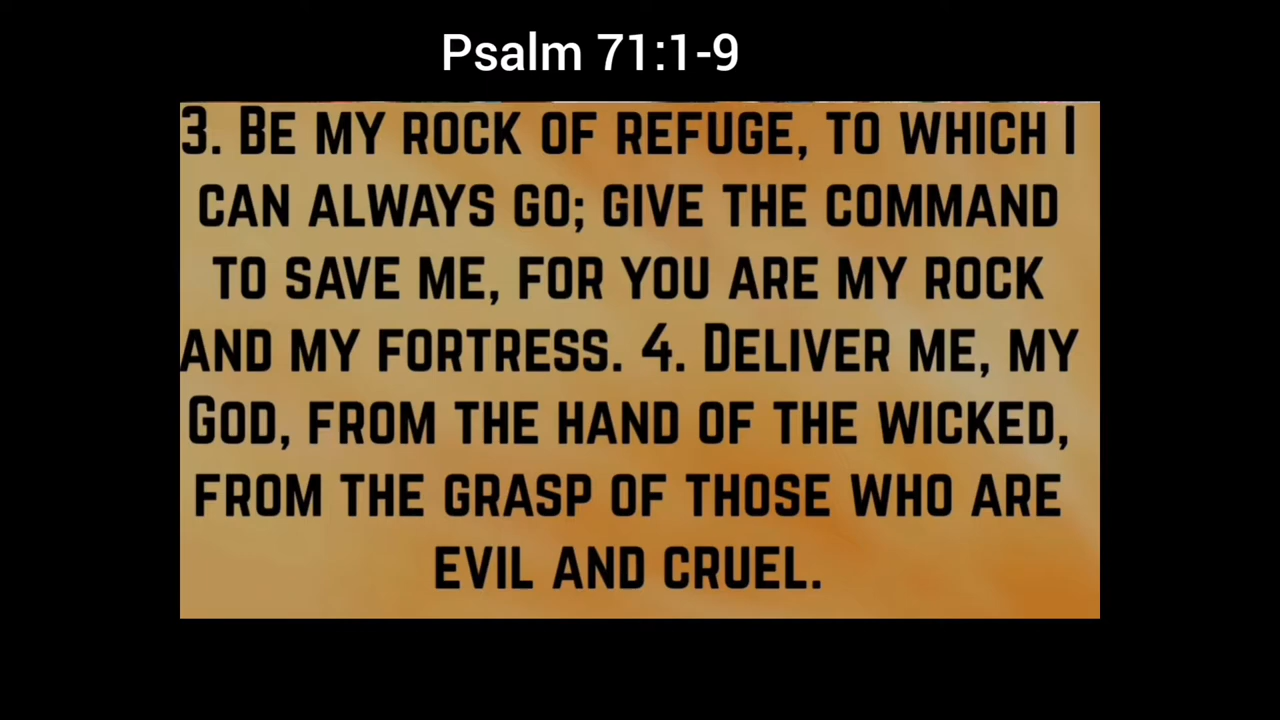 Psalm 71:1-9
3. Be my rock of refuge, to which I
can always go; give the command
to save me, for you are my rock
and my fortress. 4. Deliver me, my
God, from the hand of the wicked,
from the grasp of those who are
evil and cruel.